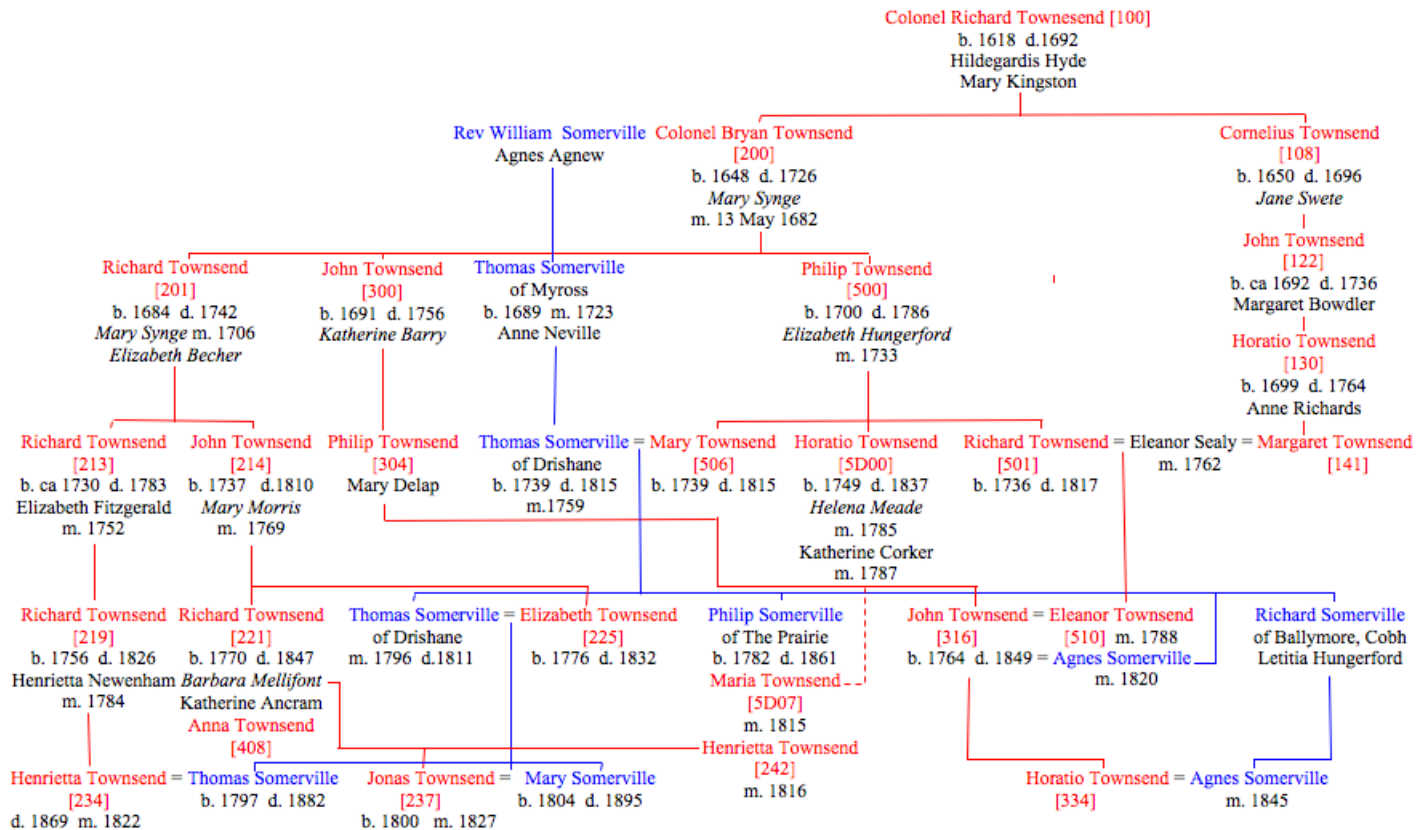 Colonel Richard Townesend [100]
b. 1618 d.1692
Hildegardis Hyde
Mary Kingston
Rev William Somerville
Agnes Agnew
Colonel Bryan Townsend
[200]
b. 1648 d. 1726
Mary Synge
m. 13 May 1682
Cornelius Townsend
[108]
b. 1650 d. 1696
Jane Swete
John Townsend
[122]
b. ca 1692 d. 1736
Margaret Bowdler
Horatio Townsend
[130]
b. 1699 d. 1764
Anne Richards
Richard Townsend
[201]
b. 1684 d. 1742
Mary Synge m. 1706
Elizabeth Becher
John Townsend
[300]
b. 1691 d. 1756
Katherine Barry
Thomas Somerville
of Myross
b. 1689 m. 1723
Anne Neville
Philip Townsend
[500]
b. 1700 d. 1786
Elizabeth Hungerford
m. 1733
Richard Townsend
[213]
b. ca 1730 d. 1783
Elizabeth Fitzgerald
m. 1752
John Townsend
[214]
b. 1737 d.1810
Mary Morris
m. 1769
Philip Townsend
[304]
Mary Delap
Thomas Somerville =
of Drishane
b. 1739 d. 1815
m.1759
Mary Townsend
[506]
b. 1739 d. 1815
Horatio Townsend
[5D00]
b. 1749 d. 1837
Helena Meade
m. 1785
Katherine Corker
m. 1787
Richard Townsend = Eleanor Sealy = Margaret Townsend
[501]
b. 1736 d. 1817
m. 1762
[141]
Richard Townsend
[219]
b. 1756 d. 1826
Henrietta Newenham
m. 1784
Richard Townsend
[221]
b. 1770 d. 1847
Barbara Mellifont
Katherine Ancram
Anna Townsend
[408]
Thomas Somerville =
of Drishane
m. 1796 d.1811
Elizabeth Townsend
[225]
b. 1776 d. 1832
Philip Somerville
of The Prairie
b. 1782 d. 1861
Maria Townsend
[5D07]
m. 1815
John Townsend = Eleanor Townsend
[316]
[510] m. 1788
b. 1764 d. 1849 = Agnes Somerville
m. 1820
Richard Somerville
of Ballymore, Cobh
Letitia Hungerford
Henrietta Townsend
[242]
m. 1816
Henrietta Townsend = Thomas Somerville
[234]
d. 1869 m. 1822
b. 1797 d. 1882
Jonas Townsend =
[237]
b. 1800 m. 1827
Mary Somerville
b. 1804 d. 1895
Horatio Townsend = Agnes Somerville
[334]
m. 1845